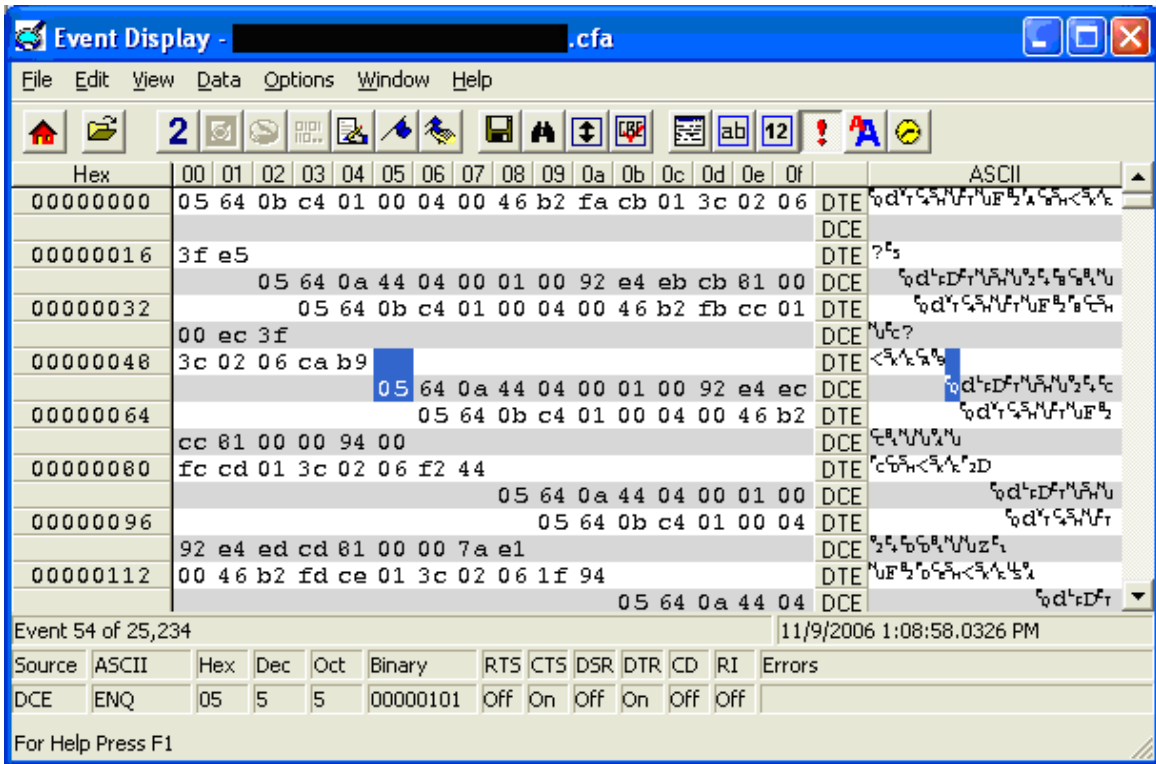 Event Display - .cfa
File Edit View Data Options Window Help
2 ab 12 ! A
Hex 00 01 02 03 04 05 06 07 08 09 0a 0b 0c 0d 0e 0f ASCII
00000000 05 64 0b c4 01 00 04 00 46 b2 fa cb 01 3c 02 06 DTE
DCE
00000016 3f e5 DTE
05 64 0a 44 04 00 01 00 92 e4 eb cb 81 00 DCE
00000032 05 64 0b c4 01 00 04 00 46 b2 fb cc 01 DTE
00 ec 3f DCE
00000048 3c 02 06 ca b9 DTE
05 64 0a 44 04 00 01 00 92 e4 ec DCE
00000064 05 64 0b c4 01 00 04 00 46 b2 DTE
cc 81 00 00 94 00 DCE
00000080 fc cd 01 3c 02 06 f2 44 DTE
05 64 0a 44 04 00 01 00 DCE
00000096 05 64 0b c4 01 00 04 DTE
92 e4 ed cd 81 00 00 7a e1 DCE
00000112 00 46 b2 fd ce 01 3c 02 06 1f 94 DTE
05 64 0a 44 04 DCE
Event 54 of 25,234 11/9/2006 1:08:58.0326 PM
Source ASCII Hex Dec Oct Binary RTS CTS DSR DTR CD RI Errors
DCE ENQ 05 5 5 00000101 Off On Off On Off Off
For Help Press F1